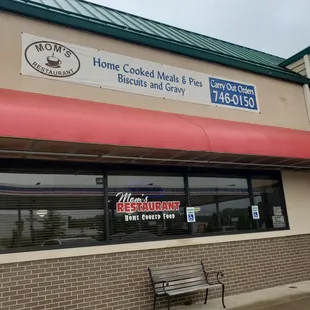 MOM'S
RESTAURANT
Home Cooked Meals & Pies
Biscuits and Gravy
Carry Out Orders
746-0150
Mom's
RESTAURANT
HOME COOKED FOOD